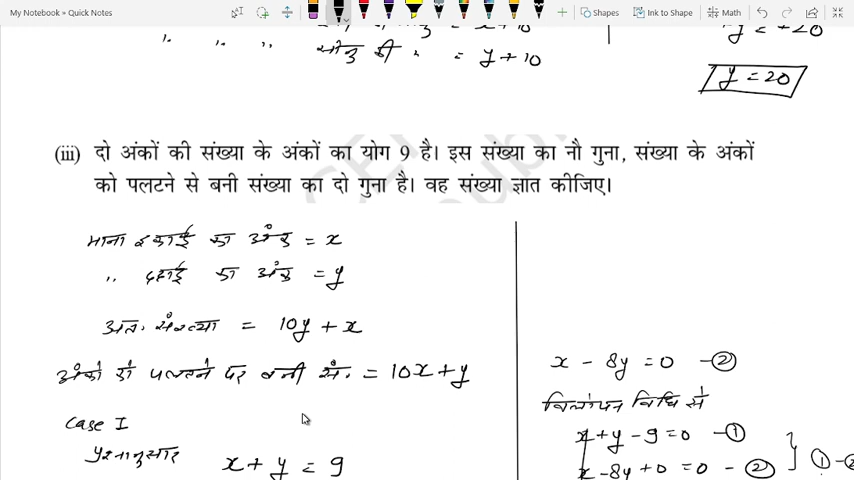 My Notebook » Quick Notes
Shapes
Ink to Shape
= x+10
" " " छोटू की " = y+10
y = 20
(iii) दो अंकों की संख्या के अंकों का योग 9 है। इस संख्या का नौ गुना, संख्या के अंकों
को पलटने से बनी संख्या का दो गुना है। वह संख्या ज्ञात कीजिए।
माना इकाई का अंक = x
" दहाई का अंक = y
अतः संख्या = 10y + x
अंको को पलटने पर बनी सं. = 10x + y
Case I
प्रश्नानुसार x + y = 9
x - 8y = 0 -②
विलोपन विधि से
x + y - 9 = 0 -①
x - 8y + 0 = 0 -②